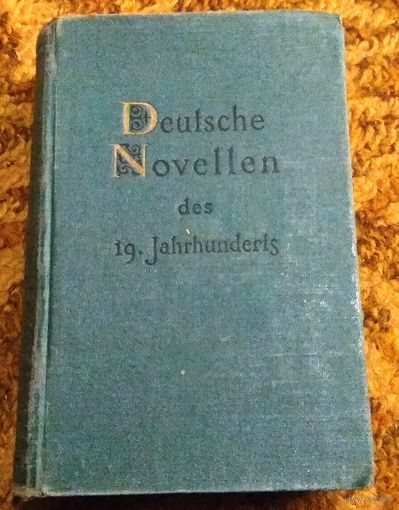 Deutsche
Novellen
des
19. Jahrhunderts